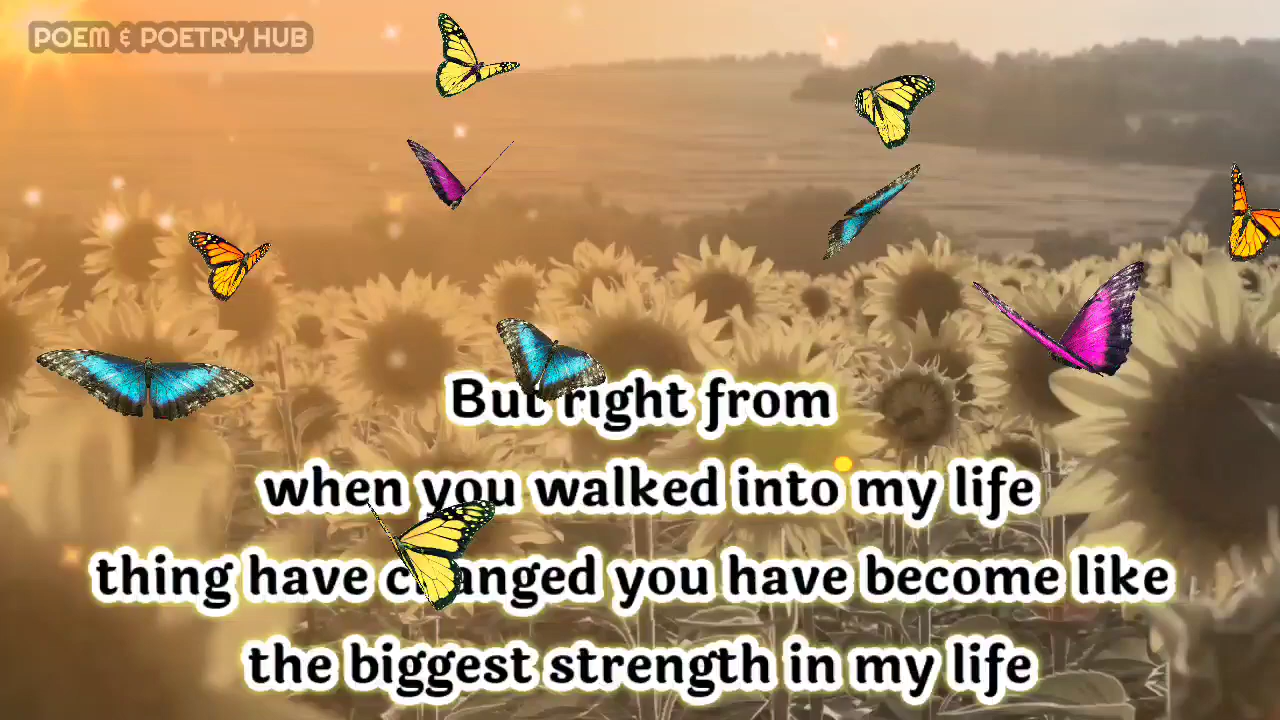 POEM & POETRY HUB
But right from
when you walked into my life
thing have changed you have become like
the biggest strength in my life